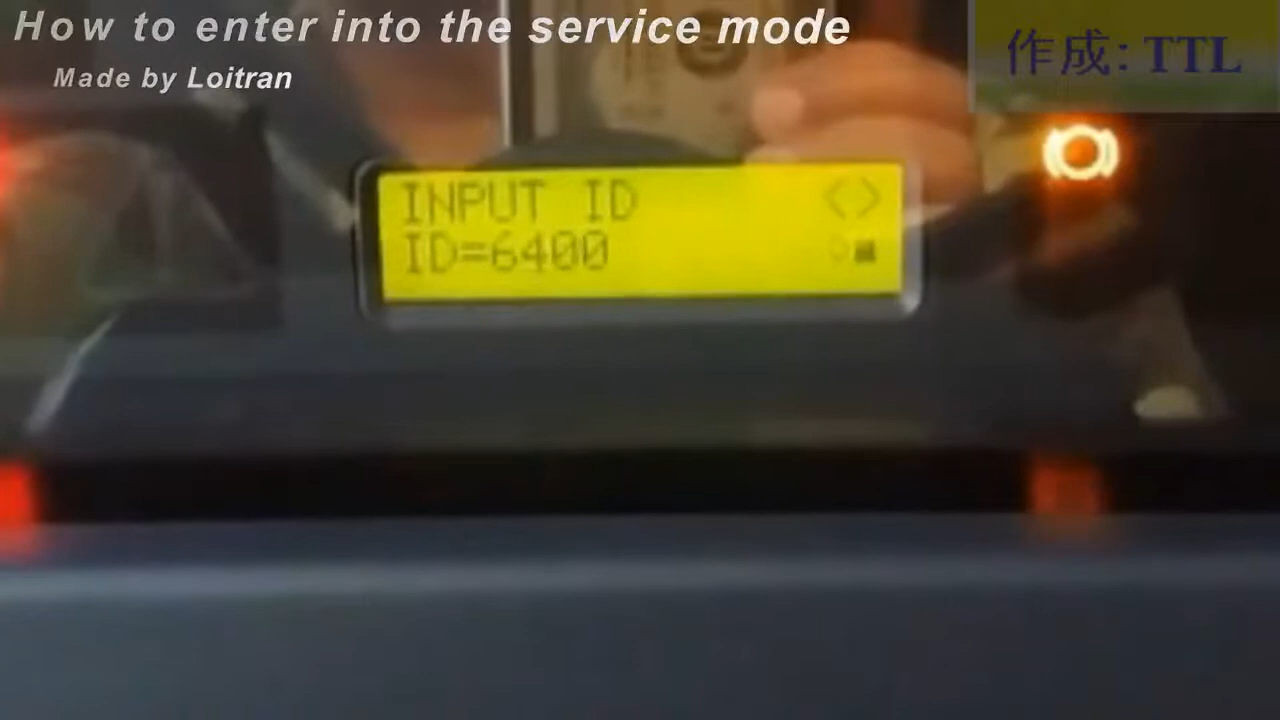 How to enter into the service mode
Made by Loitran
作成: TTL
INPUT ID
ID=6400